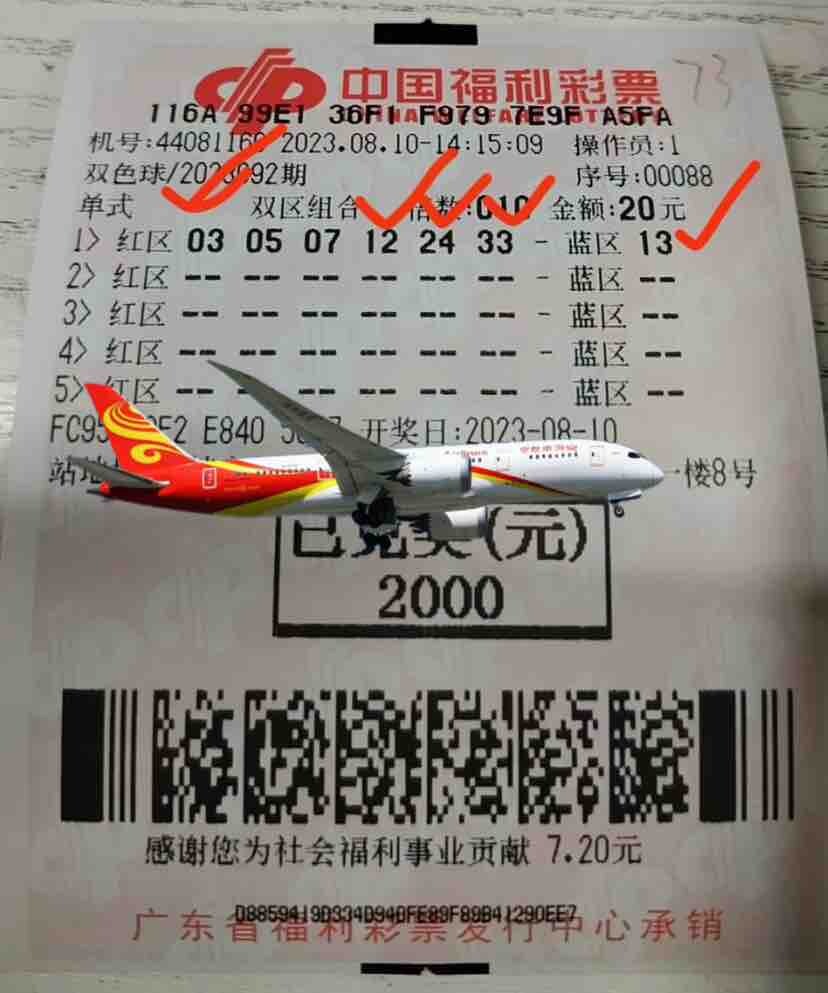 中国福利彩票 73
116A 99E1 36F1 F979 7E9F A5FA
机号:44081169 2023.08.10-14:15:09 操作员:1
双色球/2023092期 序号:00088
单式 双区组合 倍数:010 金额:20元
1> 红区 03 05 07 12 24 33 - 蓝区 13
2> 红区 -- -- -- -- -- -- - 蓝区 --
3> 红区 -- -- -- -- -- -- - 蓝区 --
4> 红区 -- -- -- -- -- -- - 蓝区 --
5> 红区 -- -- -- -- -- -- - 蓝区 --
E840 开奖日:2023-08-10
一楼8号
已兑奖(元)
2000
感谢您为社会福利事业贡献 7.20元
广东省福利彩票发行中心承销